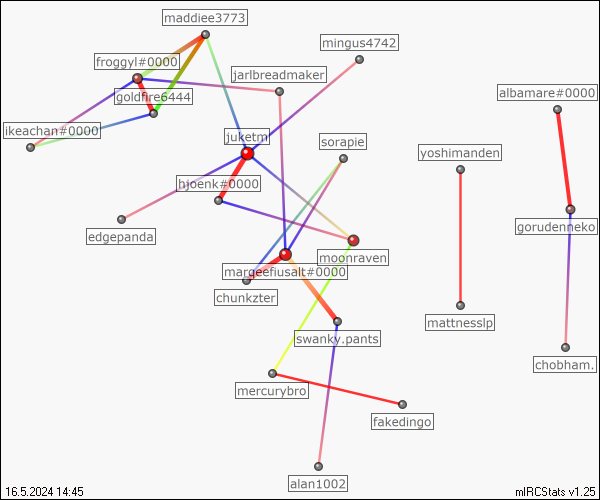 maddiee3773
mingus4742
froggyl#0000
jarlbreadmaker
albamare#0000
goldfire6444
ikeachan#0000
juketm
sorapie
yoshimanden
hjoenk#0000
gorudenneko
edgepanda
moonraven
margeefiusalt#0000
chunkzter
mattnesslp
swanky.pants
chobham.
mercurybro
fakedingo
alan1002
16.5.2024 14:45
mIRCStats v1.25